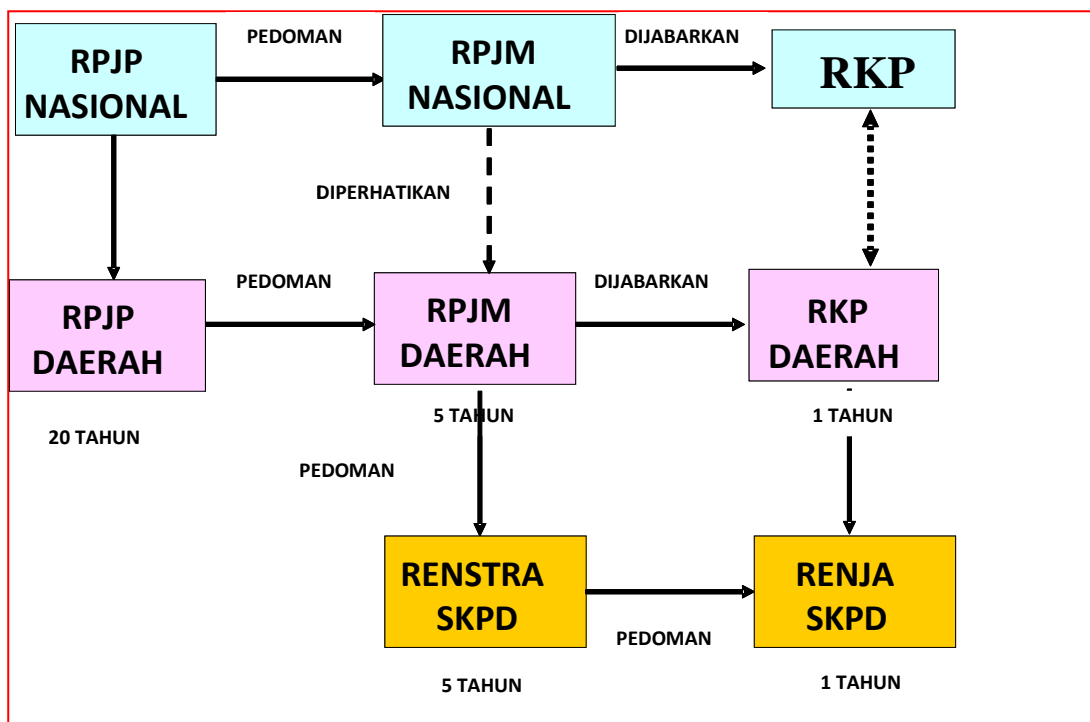 PEDOMAN
DIJABARKAN
RPJP
NASIONAL
RPJM
NASIONAL
RKP
DIPERHATIKAN
PEDOMAN
DIJABARKAN
RPJP
DAERAH
RPJM
DAERAH
RKP
DAERAH
20 TAHUN
5 TAHUN
1 TAHUN
PEDOMAN
RENSTRA
SKPD
RENJA
SKPD
PEDOMAN
5 TAHUN
1 TAHUN